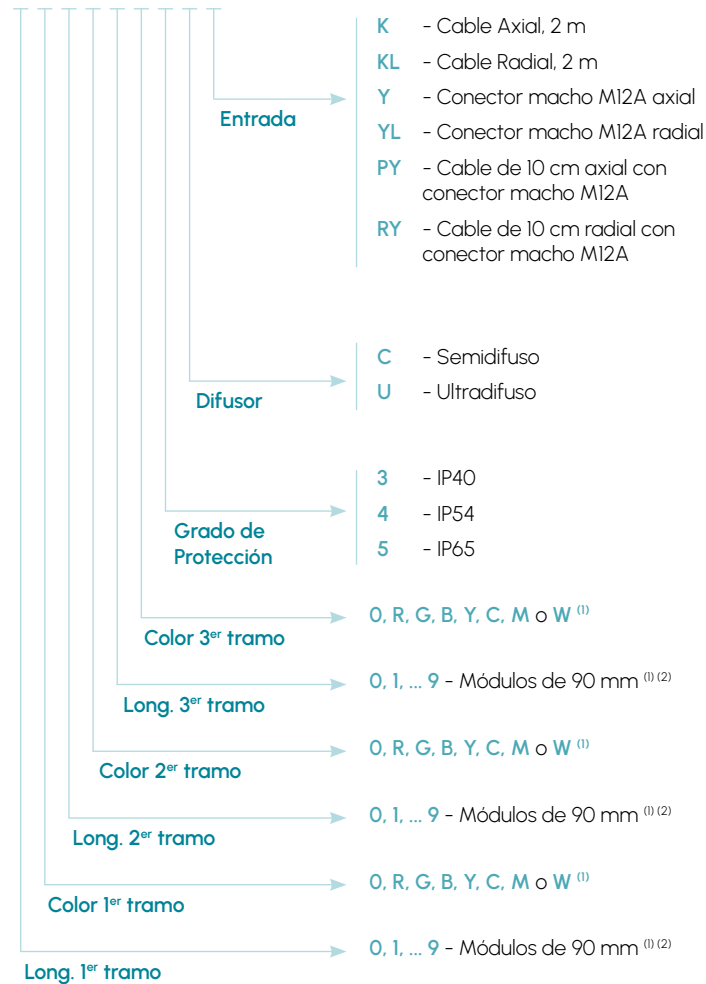 K - Cable Axial, 2 m
KL - Cable Radial, 2 m
Y - Conector macho M12A axial
Entrada
YL - Conector macho M12A radial
PY - Cable de 10 cm axial con
conector macho M12A
RY - Cable de 10 cm radial con
conector macho M12A
C - Semidifuso
Difusor
U - Ultradifuso
3 - IP40
4 - IP54
Grado de
Protección
5 - IP65
0, R, G, B, Y, C, M o W (1)
Color 3er tramo
0, 1, ... 9 - Módulos de 90 mm (1) (2)
Long. 3er tramo
0, R, G, B, Y, C, M o W (1)
Color 2er tramo
0, 1, ... 9 - Módulos de 90 mm (1) (2)
Long. 2er tramo
0, R, G, B, Y, C, M o W (1)
Color 1er tramo
0, 1, ... 9 - Módulos de 90 mm (1) (2)
Long. 1er tramo